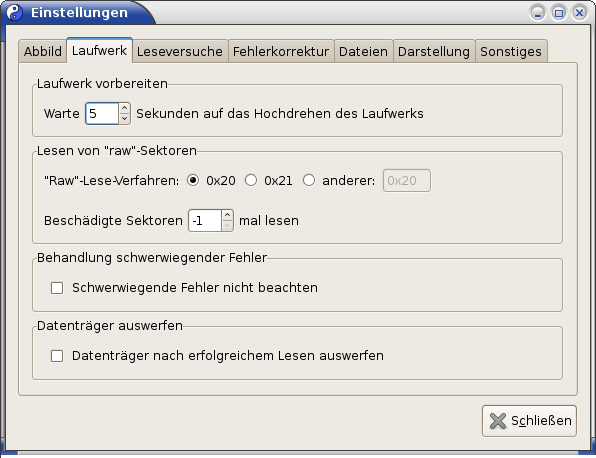 Einstellungen
Abbild Laufwerk Leseversuche Fehlerkorrektur Dateien Darstellung Sonstiges
Laufwerk vorbereiten
Warte 5 Sekunden auf das Hochdrehen des Laufwerks
Lesen von "raw"-Sektoren
"Raw"-Lese-Verfahren: 0x20 0x21 anderer: 0x20
Beschädigte Sektoren -1 mal lesen
Behandlung schwerwiegender Fehler
Schwerwiegende Fehler nicht beachten
Datenträger auswerfen
Datenträger nach erfolgreichem Lesen auswerfen
Schließen